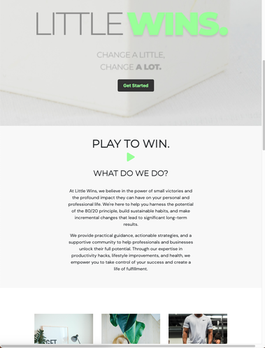 LITTLE WINS.
CHANGE A LITTLE,
CHANGE A LOT.
Get Started
PLAY TO WIN.
WHAT DO WE DO?
At Little Wins, we believe in the power of small victories and
the profound impact they can have on your personal and
professional life. We're here to help you harness the potential
of the 80/20 principle, build sustainable habits, and make
incremental changes that lead to significant long-term
results.
We provide practical guidance, actionable strategies, and a
supportive community to help professionals and businesses
unlock their full potential. Through our expertise in
productivity hacks, lifestyle improvements, and health, we
empower you to take control of your success and create a
life of fulfillment.